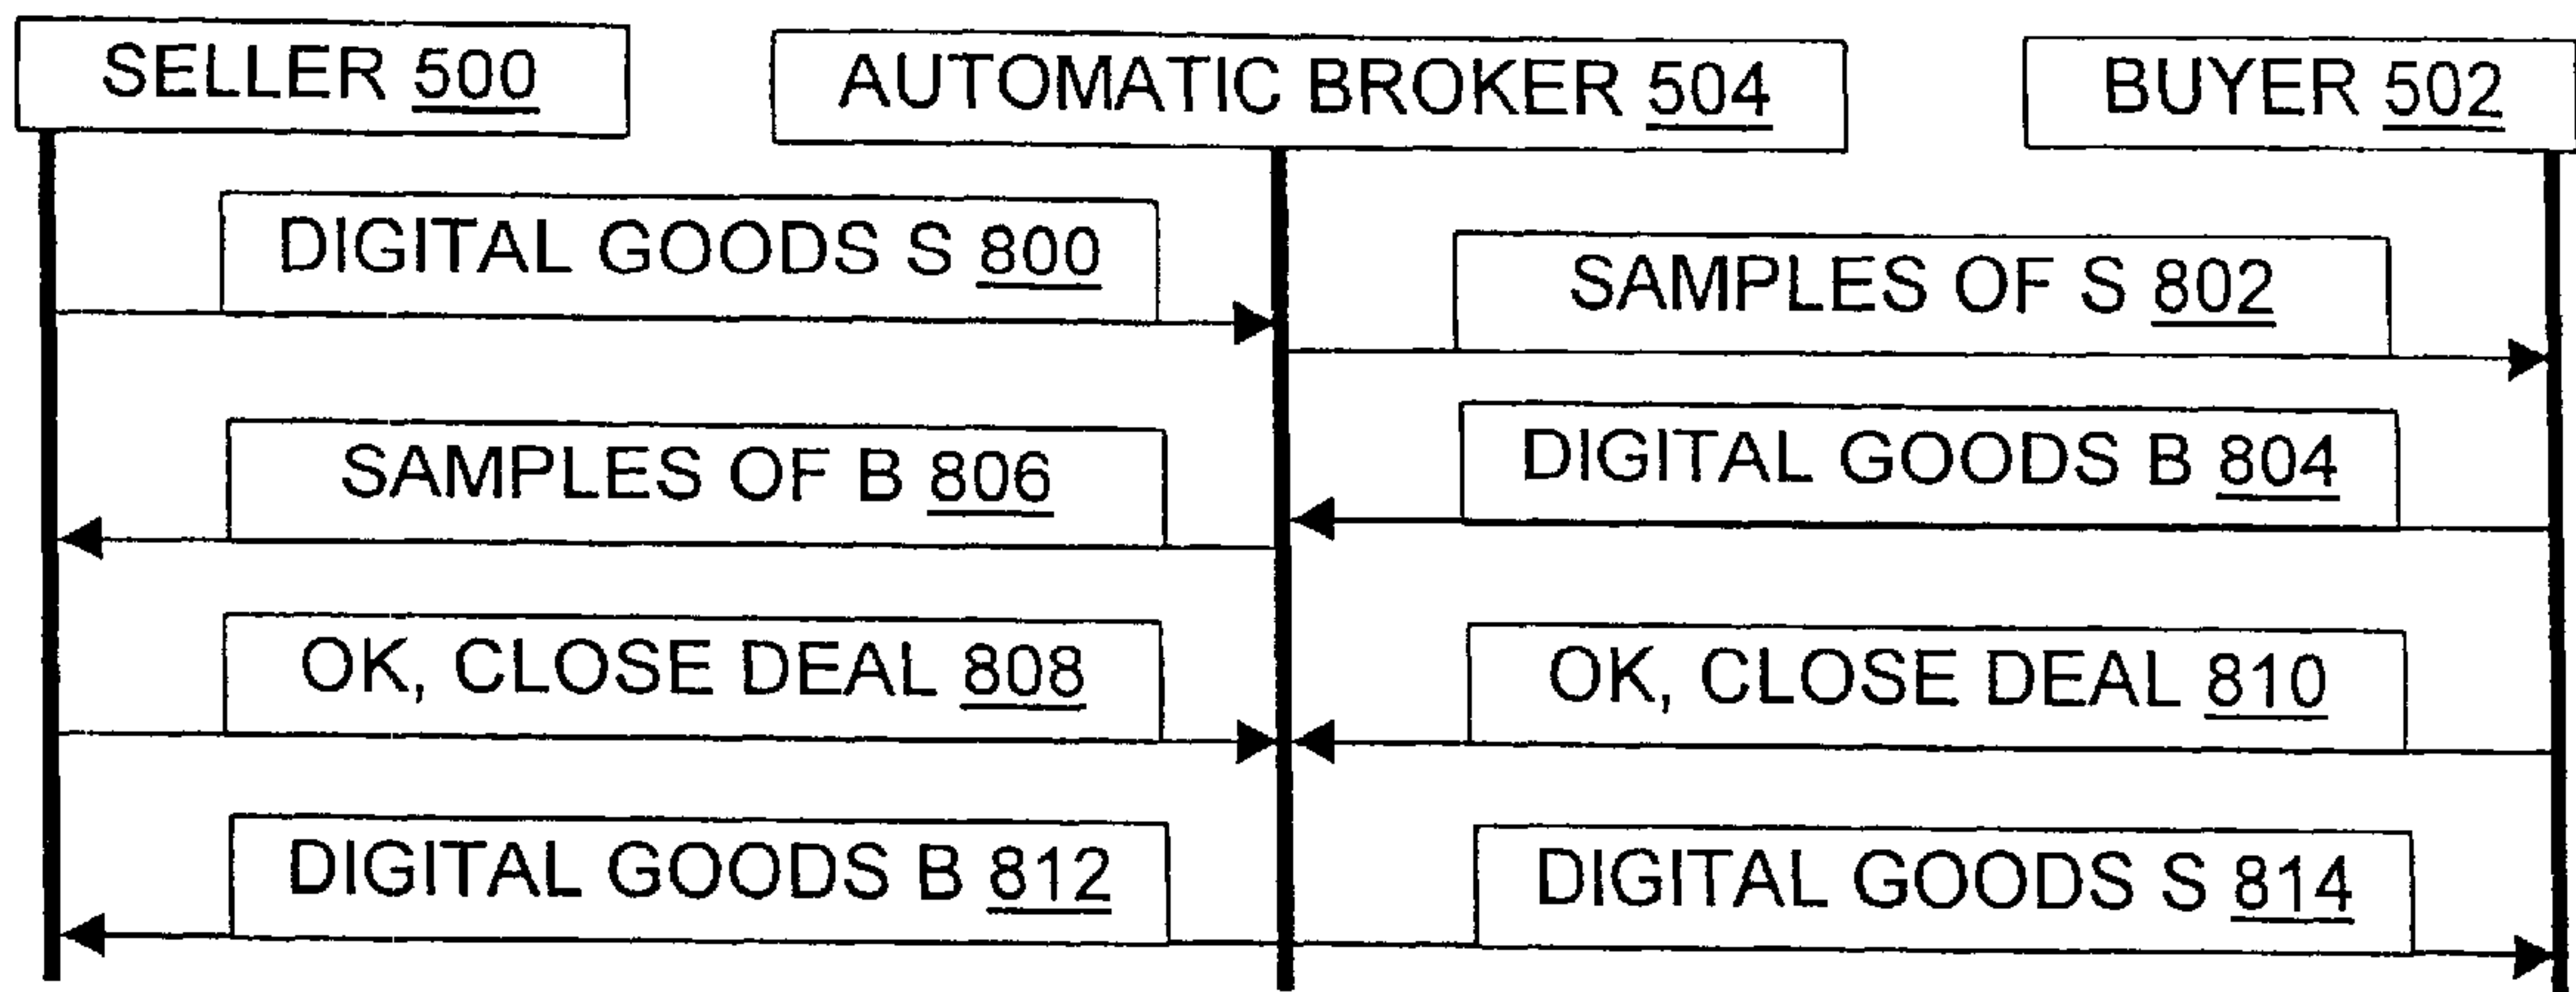 SELLER 500
AUTOMATIC BROKER 504
BUYER 502
DIGITAL GOODS S 800
SAMPLES OF S 802
DIGITAL GOODS B 804
SAMPLES OF B 806
OK, CLOSE DEAL 808
OK, CLOSE DEAL 810
DIGITAL GOODS B 812
DIGITAL GOODS S 814